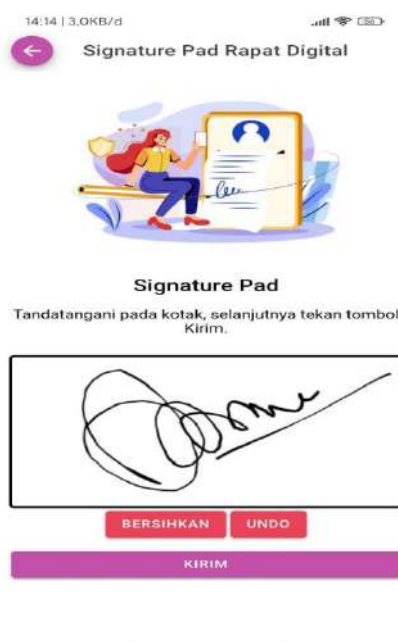 14:14 | 3,0KB/d
Signature Pad Rapat Digital
Signature Pad
Tandatangani pada kotak, selanjutnya tekan tombol
Kirim.
BERSIHKAN UNDO
KIRIM